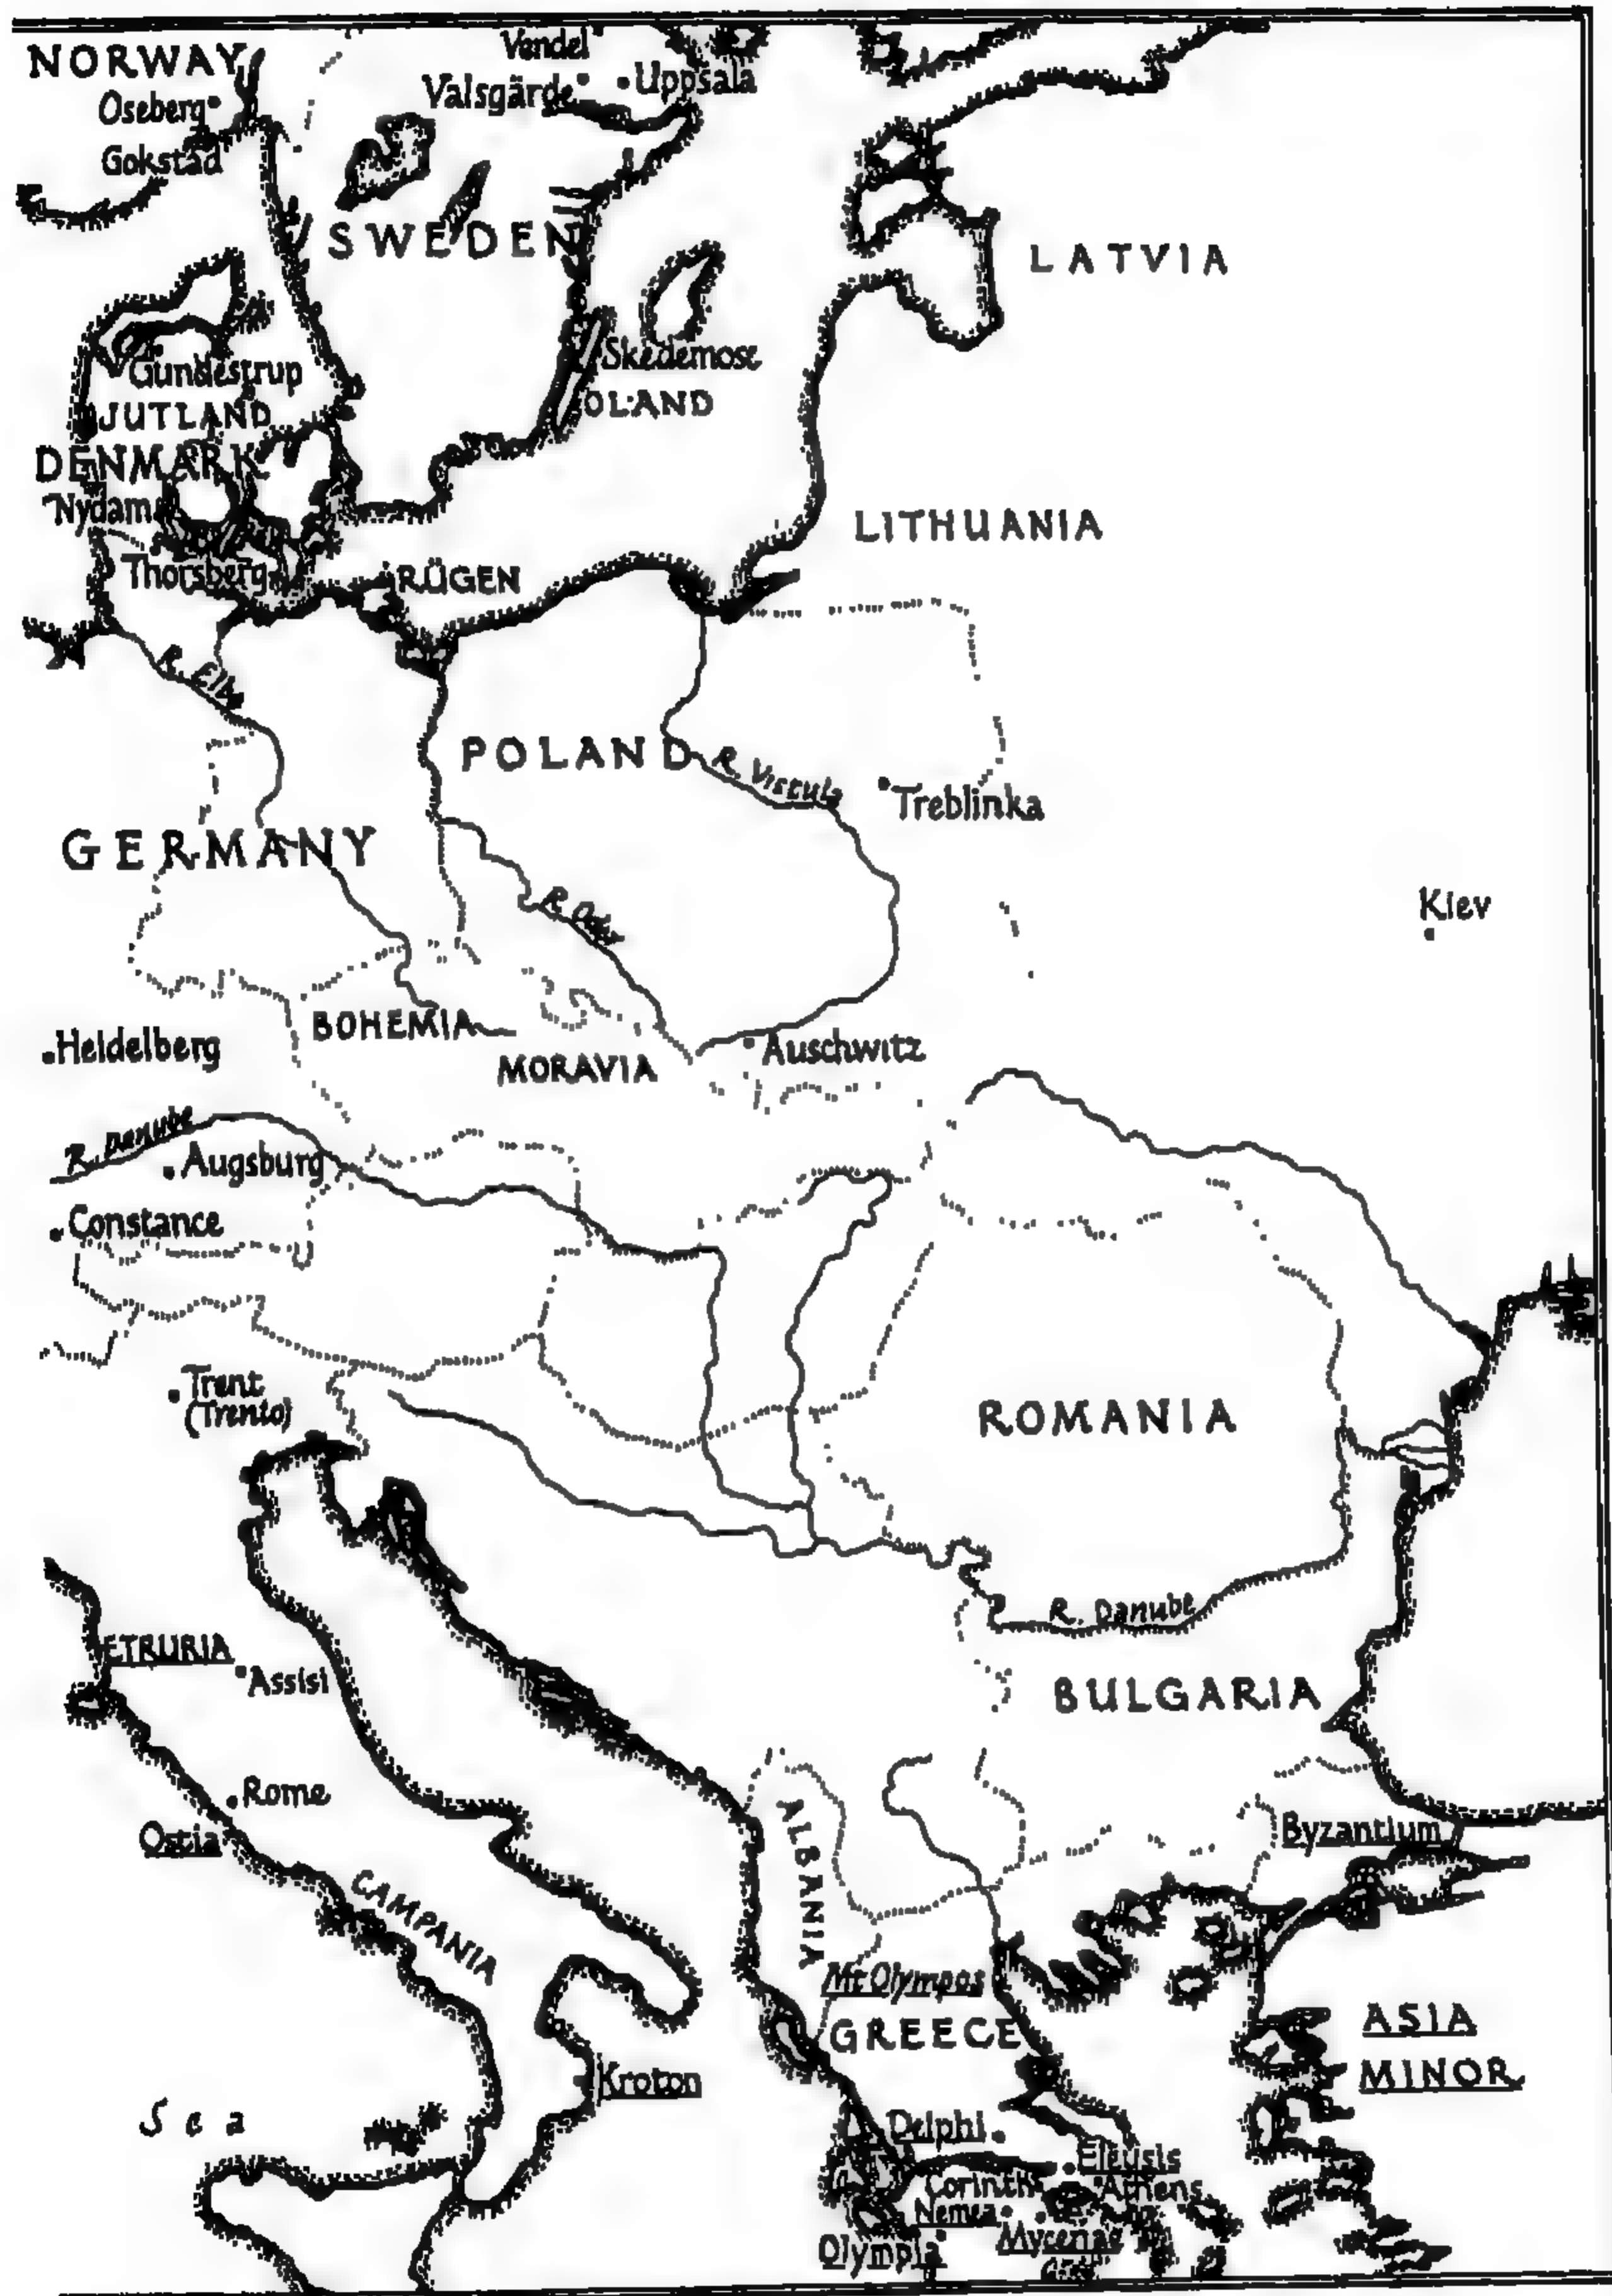 NORWAY
Vendel
Valsgärde
Uppsala
Oseberg
Gokstad
SWEDEN
LATVIA
Skedemose
OLAND
Gundestrup
JUTLAND
DENMARK
Nydam
LITHUANIA
Thorsberg
RÜGEN
R. Elbe
POLAND
R. Vistula
Treblinka
GERMANY
Kiev
R. Oder
BOHEMIA
Heidelberg
MORAVIA
Auschwitz
R. Danube
Augsburg
Constance
Trent
(Trento)
ROMANIA
R. Danube
ETRURIA
Assisi
BULGARIA
Rome
Ostia
ALBANIA
Byzantium
CAMPANIA
Mt Olympos
GREECE
ASIA
MINOR
Kroton
Sea
Delphi
Eleusis
Corinth
Athens
Nemea
Mycenae
Olympia